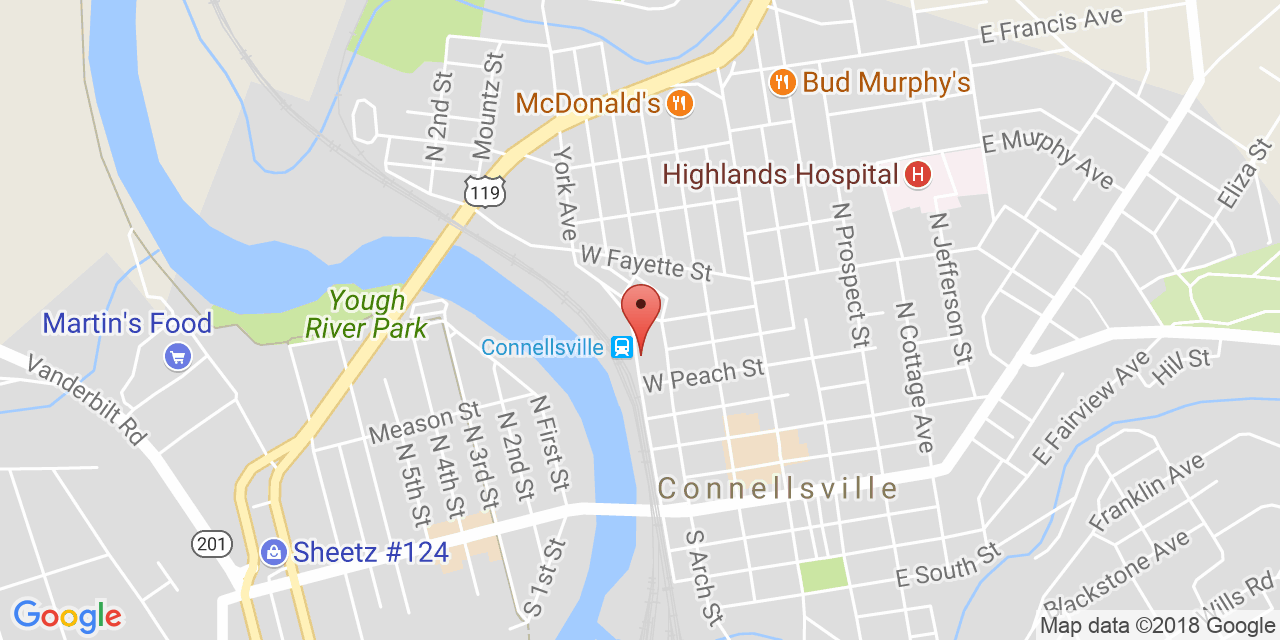 E Francis Ave
N 2nd St
Mountz St
McDonald's
Bud Murphy's
119
York Ave
Highlands Hospital
H
E Murphy Ave
Eliza St
N Prospect St
N Jefferson St
W Fayette St
Yough
River Park
Martin's Food
Connellsville
N Cottage Ave
Vanderbilt Rd
W Peach St
Hill St
E Fairview Ave
Meason St
N First St
N 2nd St
N 3rd St
N 4th St
N 5th St
Connellsville
Franklin Ave
201
Sheetz #124
S 1st St
S Arch St
E South St
Blackstone Ave
Wills Rd
Google
Map data ©2018 Google